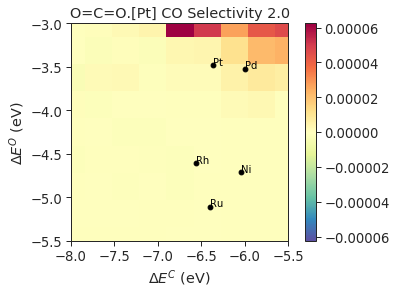 O=C=O.[Pt] CO Selectivity 2.0
−3.0
−3.5
−4.0
−4.5
−5.0
−5.5
ΔE^O (eV)
Pt
Pd
Rh
Ni
Ru
−8.0 −7.5 −7.0 −6.5 −6.0 −5.5
ΔE^C (eV)
0.00006
0.00004
0.00002
0.00000
−0.00002
−0.00004
−0.00006